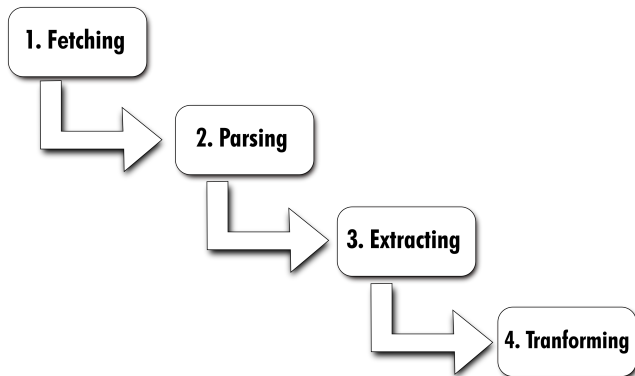 1. Fetching
2. Parsing
3. Extracting
4. Tranforming